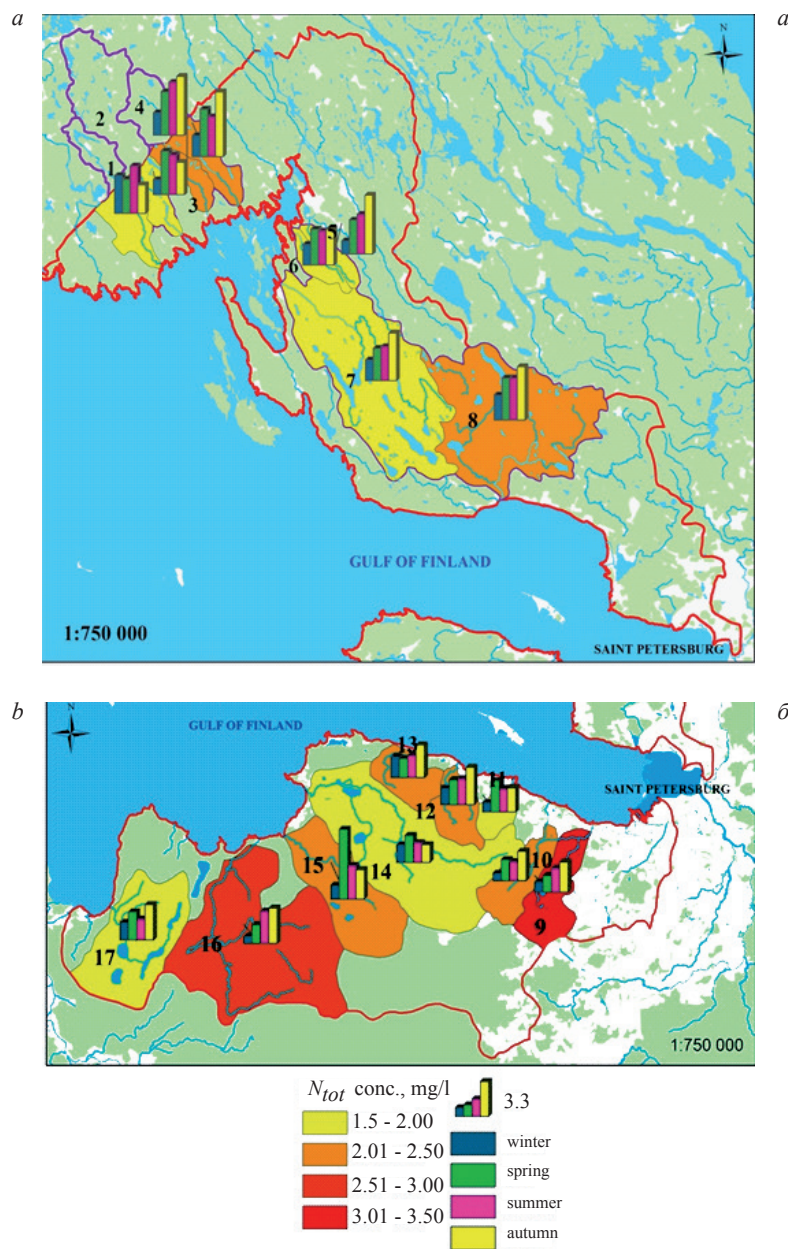 a
a
N
2
4
1
3
5
6
7
8
GULF OF FINLAND
1:750 000
SAINT PETERSBURG
b
б
N
GULF OF FINLAND
SAINT PETERSBURG
13
11
12
10
15
14
9
16
17
1:750 000
Ntot conc., mg/l
3.3
1.5 - 2.00
2.01 - 2.50
2.51 - 3.00
3.01 - 3.50
winter
spring
summer
autumn